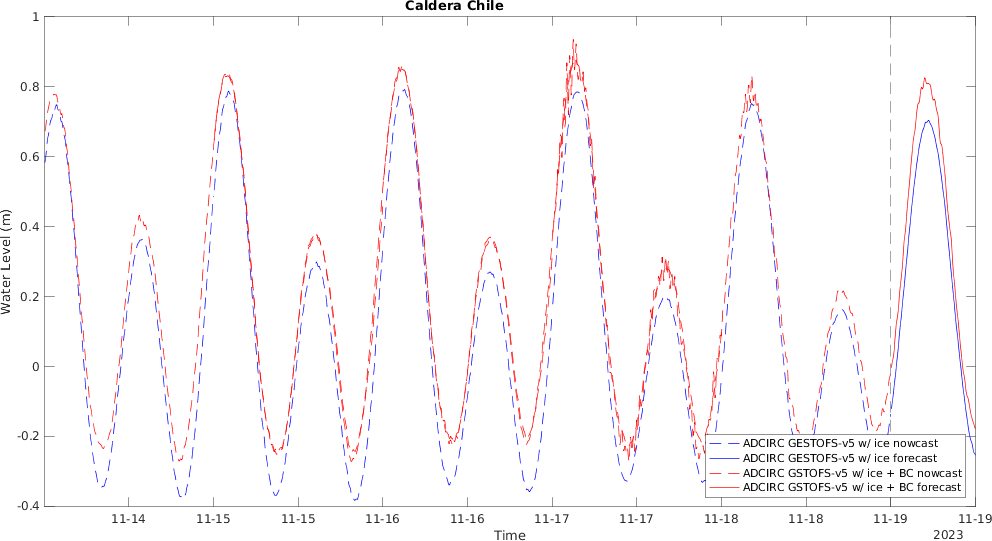 Caldera Chile
1
0.8
0.6
0.4
0.2
0
-0.2
-0.4
Water Level (m)
ADCIRC GESTOFS-v5 w/ ice nowcast
ADCIRC GESTOFS-v5 w/ ice forecast
ADCIRC GSTOFS-v5 w/ ice + BC nowcast
ADCIRC GSTOFS-v5 w/ ice + BC forecast
11-14 11-15 11-15 11-16 11-16 11-17 11-17 11-18 11-18 11-19 11-19
Time
2023